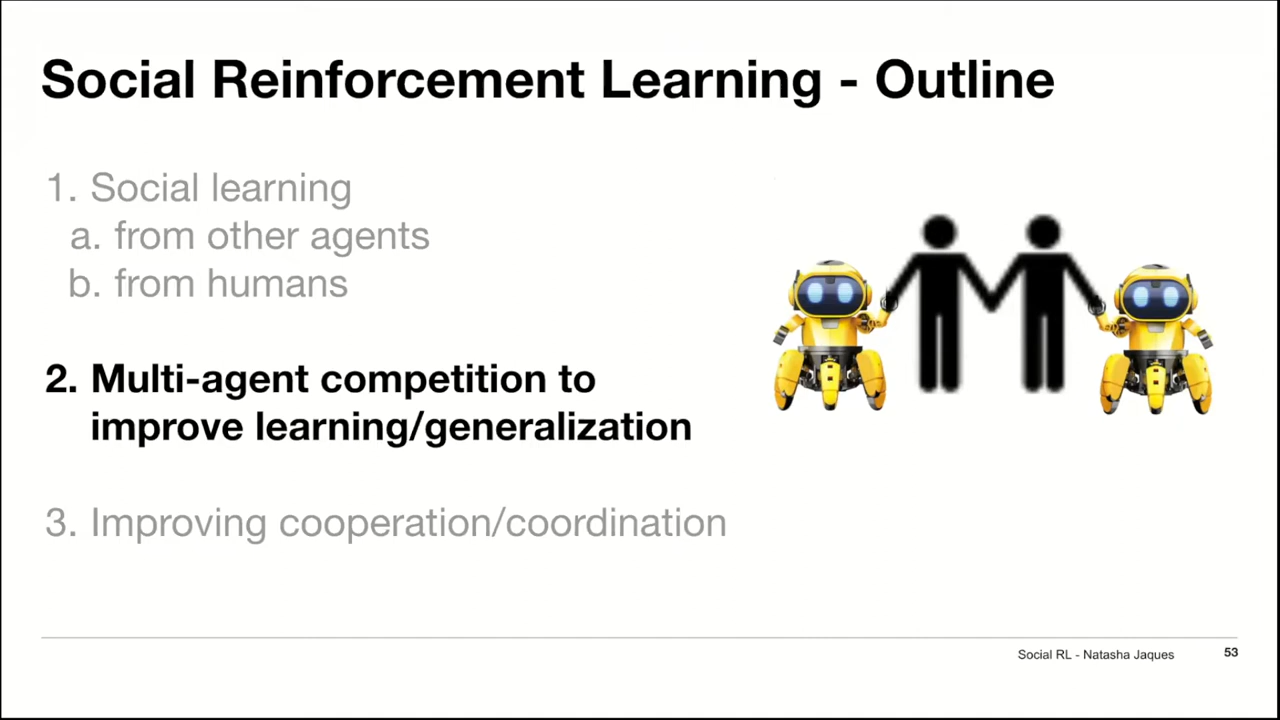 Social Reinforcement Learning - Outline
1. Social learning
a. from other agents
b. from humans
2. Multi-agent competition to
improve learning/generalization
3. Improving cooperation/coordination
Social RL - Natasha Jaques
53